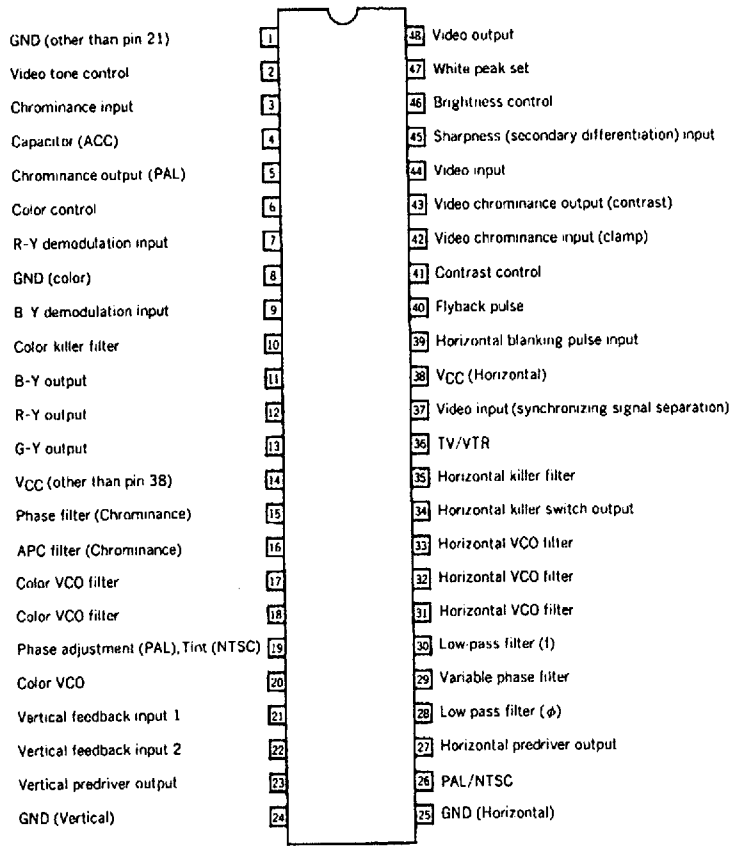 GND (other than pin 21) 1
Video tone control 2
Chrominance input 3
Capacitor (ACC) 4
Chrominance output (PAL) 5
Color control 6
R-Y demodulation input 7
GND (color) 8
B Y demodulation input 9
Color killer filter 10
B-Y output 11
R-Y output 12
G-Y output 13
VCC (other than pin 38) 14
Phase filter (Chrominance) 15
APC filter (Chrominance) 16
Color VCO filter 17
Color VCO filter 18
Phase adjustment (PAL), Tint (NTSC) 19
Color VCO 20
Vertical feedback input 1 21
Vertical feedback input 2 22
Vertical predriver output 23
GND (Vertical) 24
48 Video output
47 White peak set
46 Brightness control
45 Sharpness (secondary differentiation) input
44 Video input
43 Video chrominance output (contrast)
42 Video chrominance input (clamp)
41 Contrast control
40 Flyback pulse
39 Horizontal blanking pulse input
38 VCC (Horizontal)
37 Video input (synchronizing signal separation)
36 TV/VTR
35 Horizontal killer filter
34 Horizontal killer switch output
33 Horizontal VCO filter
32 Horizontal VCO filter
31 Horizontal VCO filter
30 Low-pass filter (f)
29 Variable phase filter
28 Low pass filter (ϕ)
27 Horizontal predriver output
26 PAL/NTSC
25 GND (Horizontal)